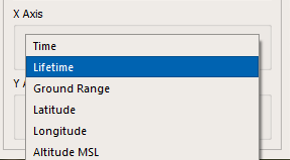 X Axis
Time
Lifetime
Ground Range
Y
Latitude
Longitude
Altitude MSL